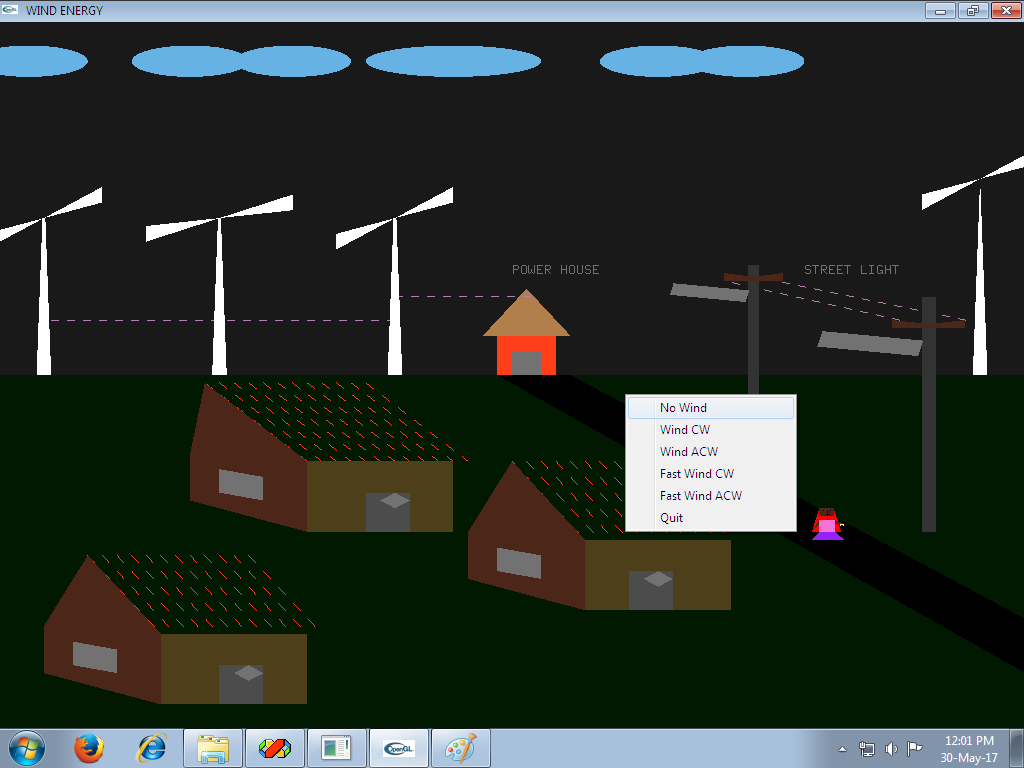 WIND ENERGY
POWER HOUSE
STREET LIGHT
No Wind
Wind CW
Wind ACW
Fast Wind CW
Fast Wind ACW
Quit
OpenGL
12:01 PM
30-May-17